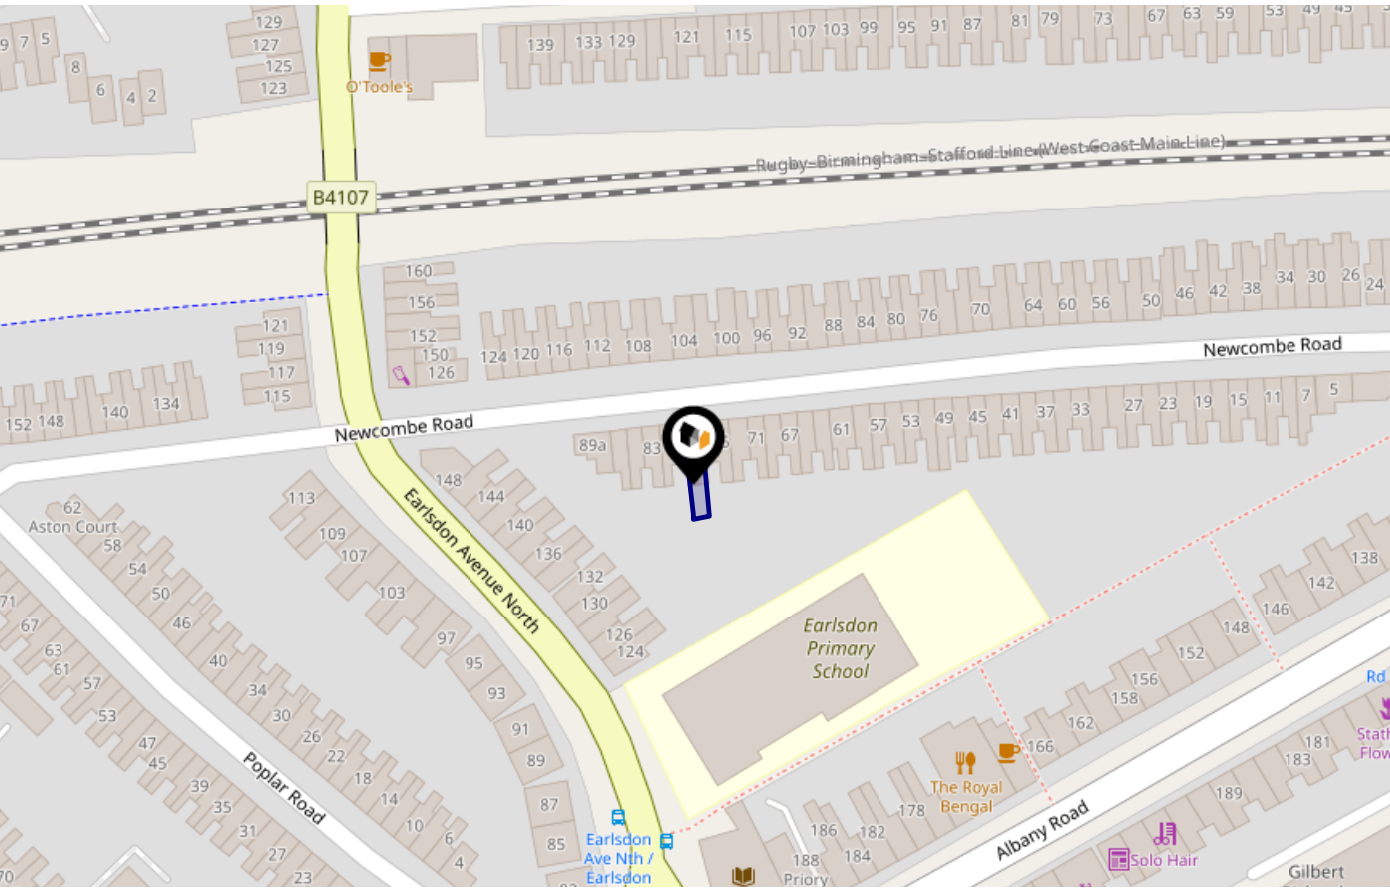 129
127
125
123
9 7 5
8
6
4 2
O'Toole's
139 133 129 121 115 107 103 99 95 91 87 81 79 73 67 63 59 53 49 45
Rugby-Birmingham-Stafford Line (West Coast Main Line)
B4107
160
156
152
150
126
124 120 116 112 108 104 100 96 92 88 84 80 76 70 64 60 56 50 46 42 38 34 30 26 24
121
119
117
115
152 148 140 134
Newcombe Road
Newcombe Road
89a 83 71 67 61 57 53 49 45 41 37 33 27 23 19 15 11 7 5
148
144
140
136
132
130
126
124
Earlsdon Avenue North
113
109
107
103
97
95
93
91
89
87
85
62
Aston Court
58
54
50
46
40
34
30
26
22
18
14
10
6
4
71
67
63
61
57
53
47
45
39
35
31
27
23
70
Poplar Road
Earlsdon
Primary
School
138
142
146
148
152
156
158
162
166
The Royal
Bengal
178
182
184
186
188
Priory
Albany Road
Earlsdon
Ave Nth /
Earlsdon
Rd
Stath
Flow
181
183
189
Solo Hair
Gilbert